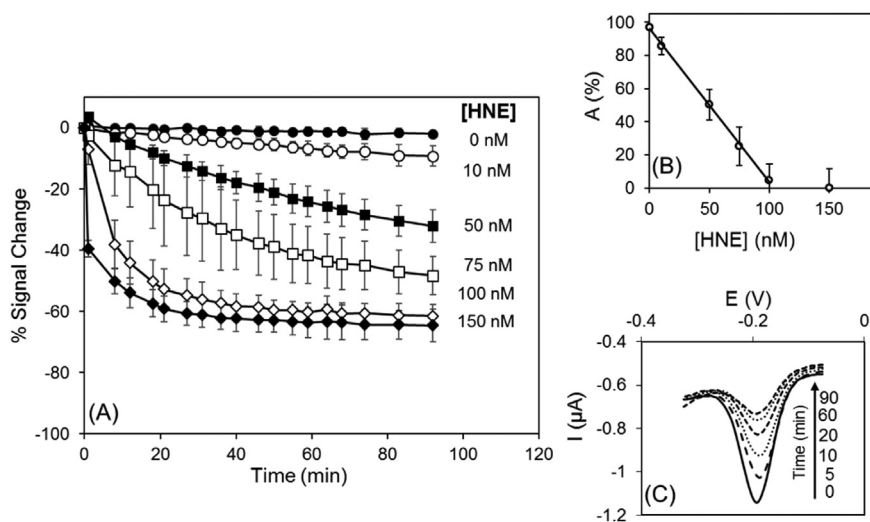 [HNE]
0 nM
10 nM
50 nM
75 nM
100 nM
150 nM
0
-20
-40
-60
-80
-100
% Signal Change
(A)
0 20 40 60 80 100 120
Time (min)
100
80
60
40
20
0
A (%)
(B)
0 50 100 150
[HNE] (nM)
E (V)
-0.4 -0.2 0
-0.4
-0.6
-0.8
-1
-1.2
I (µA)
(C)
Time (min)
90
60
20
10
5
0